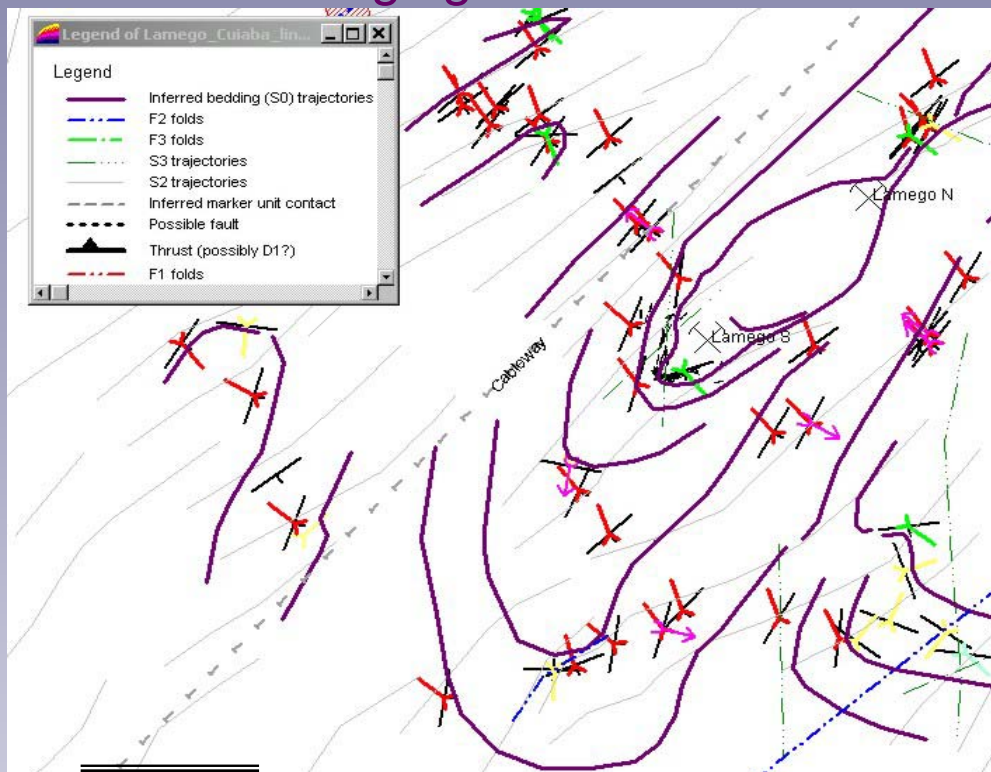 Legend of Lamego_Cuiaba_lin...
Legend
Inferred bedding (S0) trajectories
F2 folds
F3 folds
S3 trajectories
S2 trajectories
Inferred marker unit contact
Possible fault
Thrust (possibly D1?)
F1 folds
Lamego N
Lamego S
Cableway